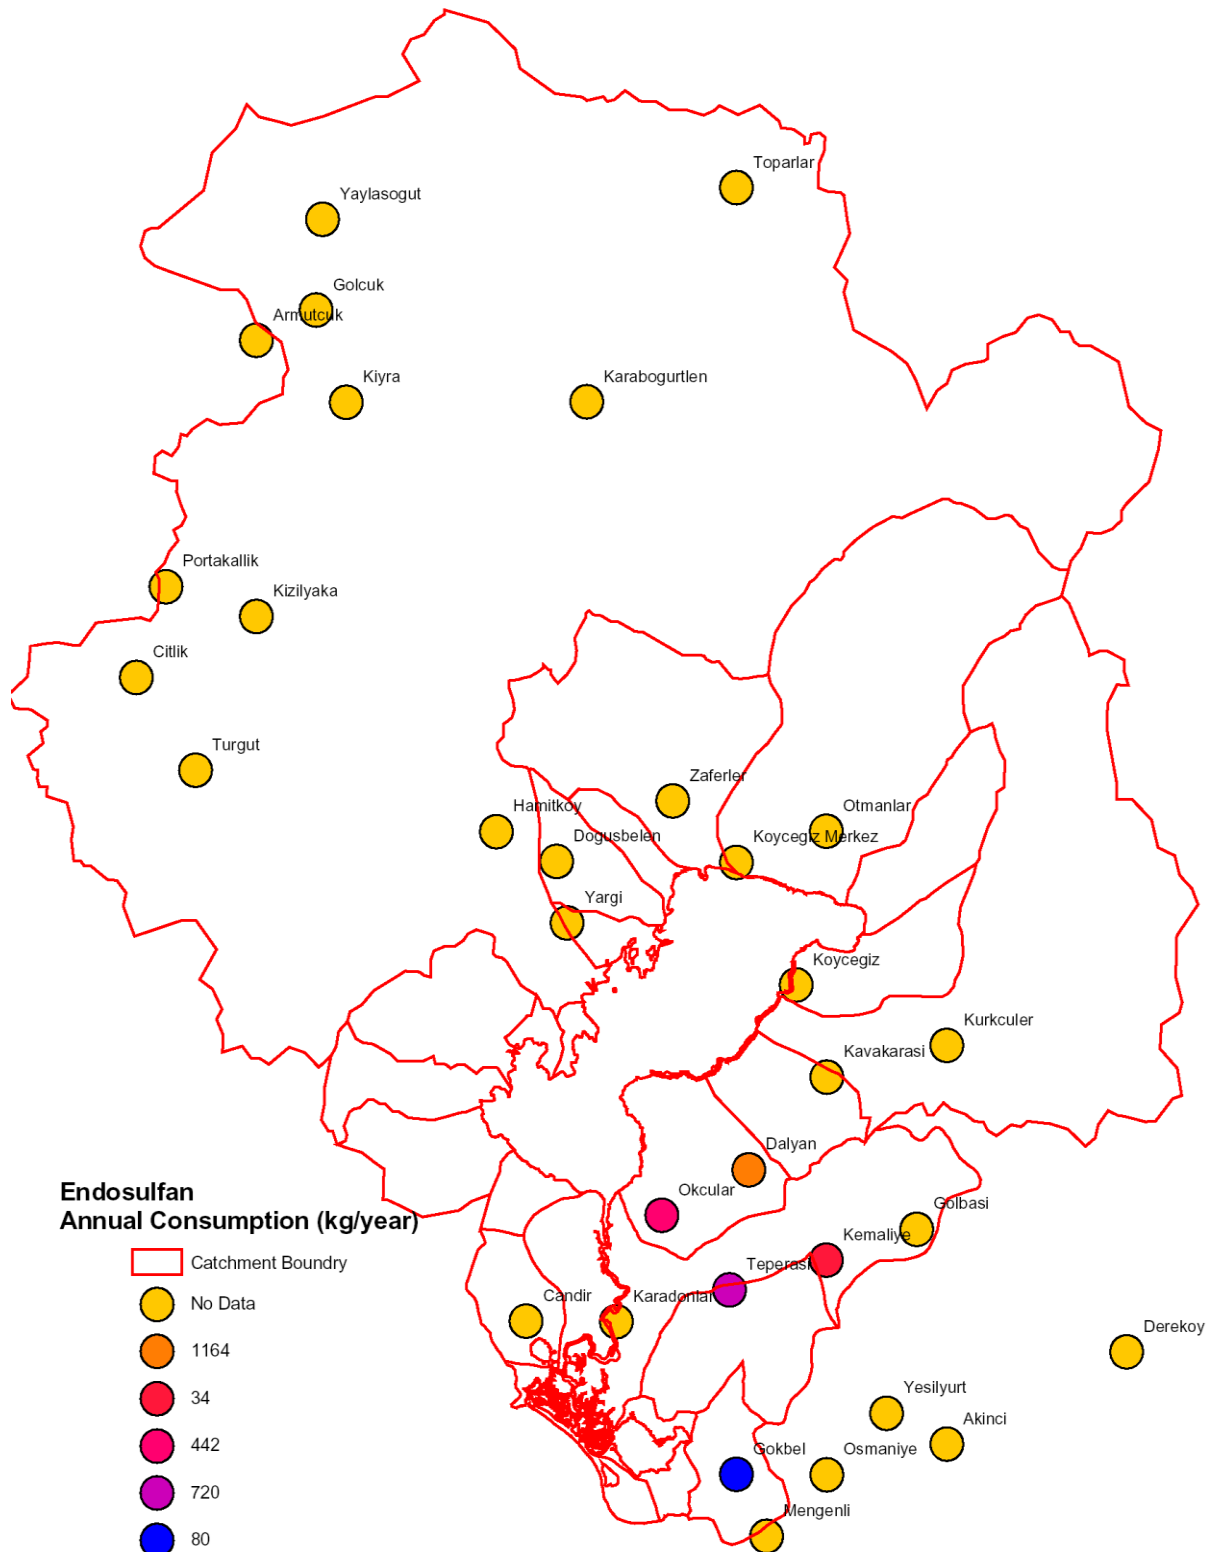 Toparlar
Yaylasogut
Golcuk
Armutcuk
Kiyra
Karabogurtlen
Portakallik
Kizilyaka
Citlik
Turgut
Zaferler
Hamitkoy
Otmanlar
Dogusbelen
Koycegiz Merkez
Yargi
Koycegiz
Kurkculer
Kavakarasi
Dalyan
Okcular
Golbasi
Kemaliye
Teperasi
Candir
Karadonlar
Derekoy
Yesilyurt
Akinci
Gokbel
Osmaniye
Mengenli
Endosulfan
Annual Consumption (kg/year)
Catchment Boundry
No Data
1164
34
442
720
80